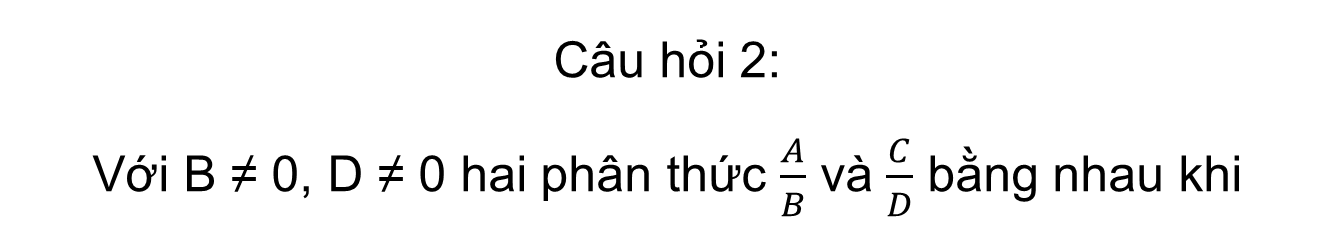 Câu hỏi 2:
Với B ≠ 0, D ≠ 0 hai phân thức A/B và C/D bằng nhau khi